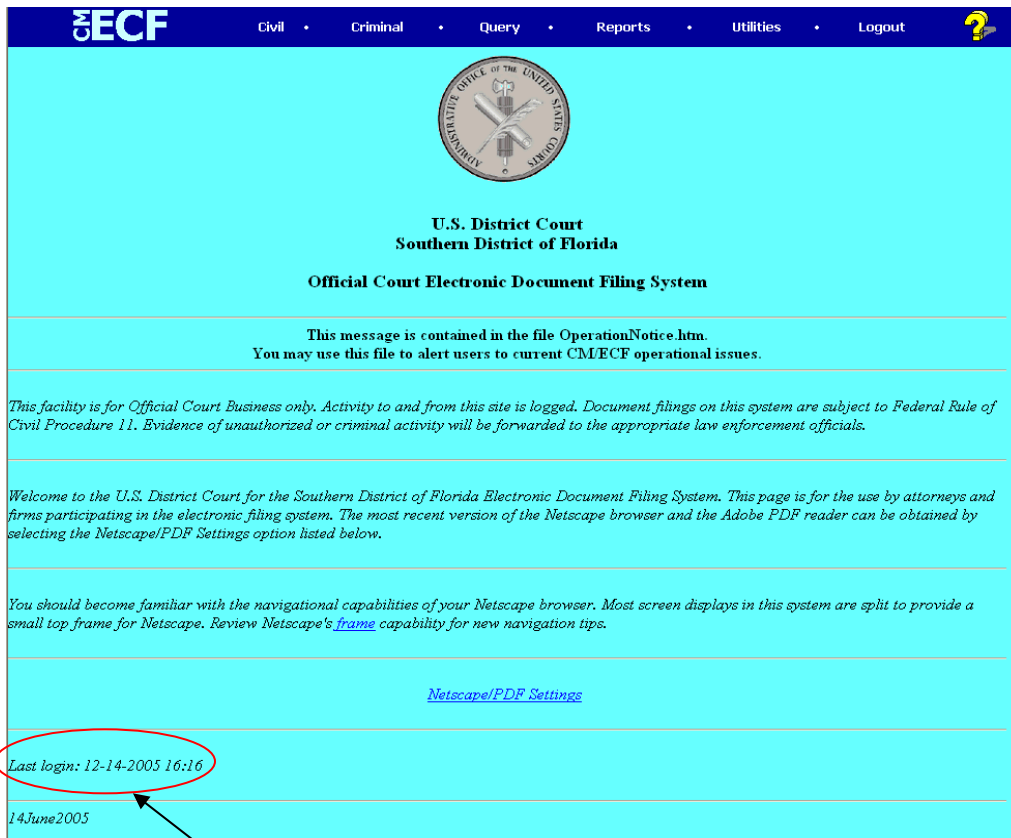 CM ECF Civil • Criminal • Query • Reports • Utilities • Logout ?
ADMINISTRATIVE OFFICE OF THE UNITED STATES COURTS
U.S. District Court
Southern District of Florida
Official Court Electronic Document Filing System
This message is contained in the file OperationNotice.htm.
You may use this file to alert users to current CM/ECF operational issues.
This facility is for Official Court Business only. Activity to and from this site is logged. Document filings on this system are subject to Federal Rule of
Civil Procedure 11. Evidence of unauthorized or criminal activity will be forwarded to the appropriate law enforcement officials.
Welcome to the U.S. District Court for the Southern District of Florida Electronic Document Filing System. This page is for the use by attorneys and
firms participating in the electronic filing system. The most recent version of the Netscape browser and the Adobe PDF reader can be obtained by
selecting the Netscape/PDF Settings option listed below.
You should become familiar with the navigational capabilities of your Netscape browser. Most screen displays in this system are split to provide a
small top frame for Netscape. Review Netscape's frame capability for new navigation tips.
Netscape/PDF Settings
Last login: 12-14-2005 16:16
14June2005